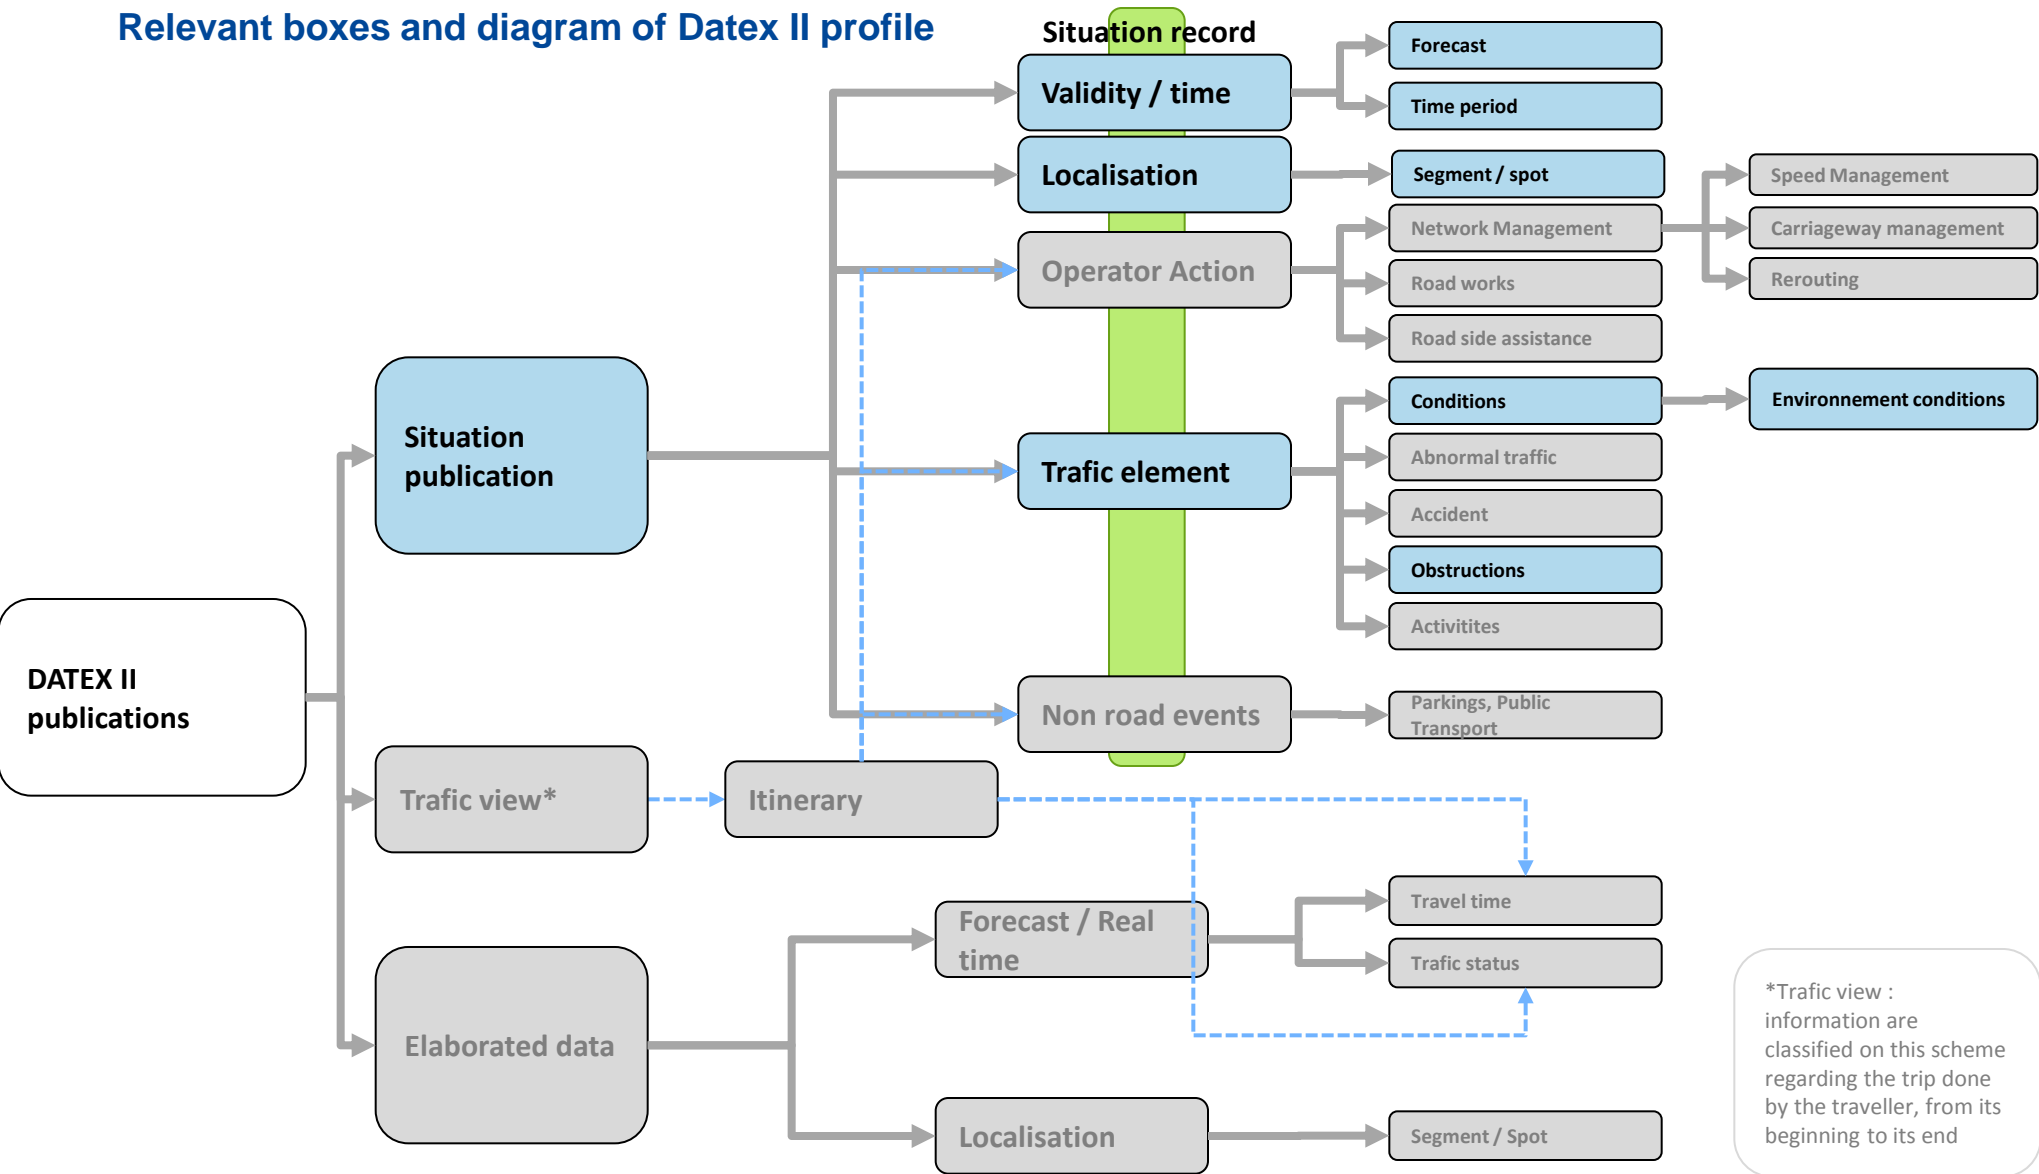 Relevant boxes and diagram of Datex II profile
Situation record
Forecast
Validity / time
Time period
Localisation
Segment / spot
Speed Management
Network Management
Carriageway management
Operator Action
Road works
Rerouting
Road side assistance
Conditions
Environnement conditions
Situation
publication
Abnormal traffic
Trafic element
Accident
Obstructions
Activitites
DATEX II
publications
Non road events
Parkings, Public
Transport
Trafic view*
Itinerary
Forecast / Real
time
Travel time
Trafic status
Elaborated data
Localisation
Segment / Spot
*Trafic view :
information are
classified on this scheme
regarding the trip done
by the traveller, from its
beginning to its end